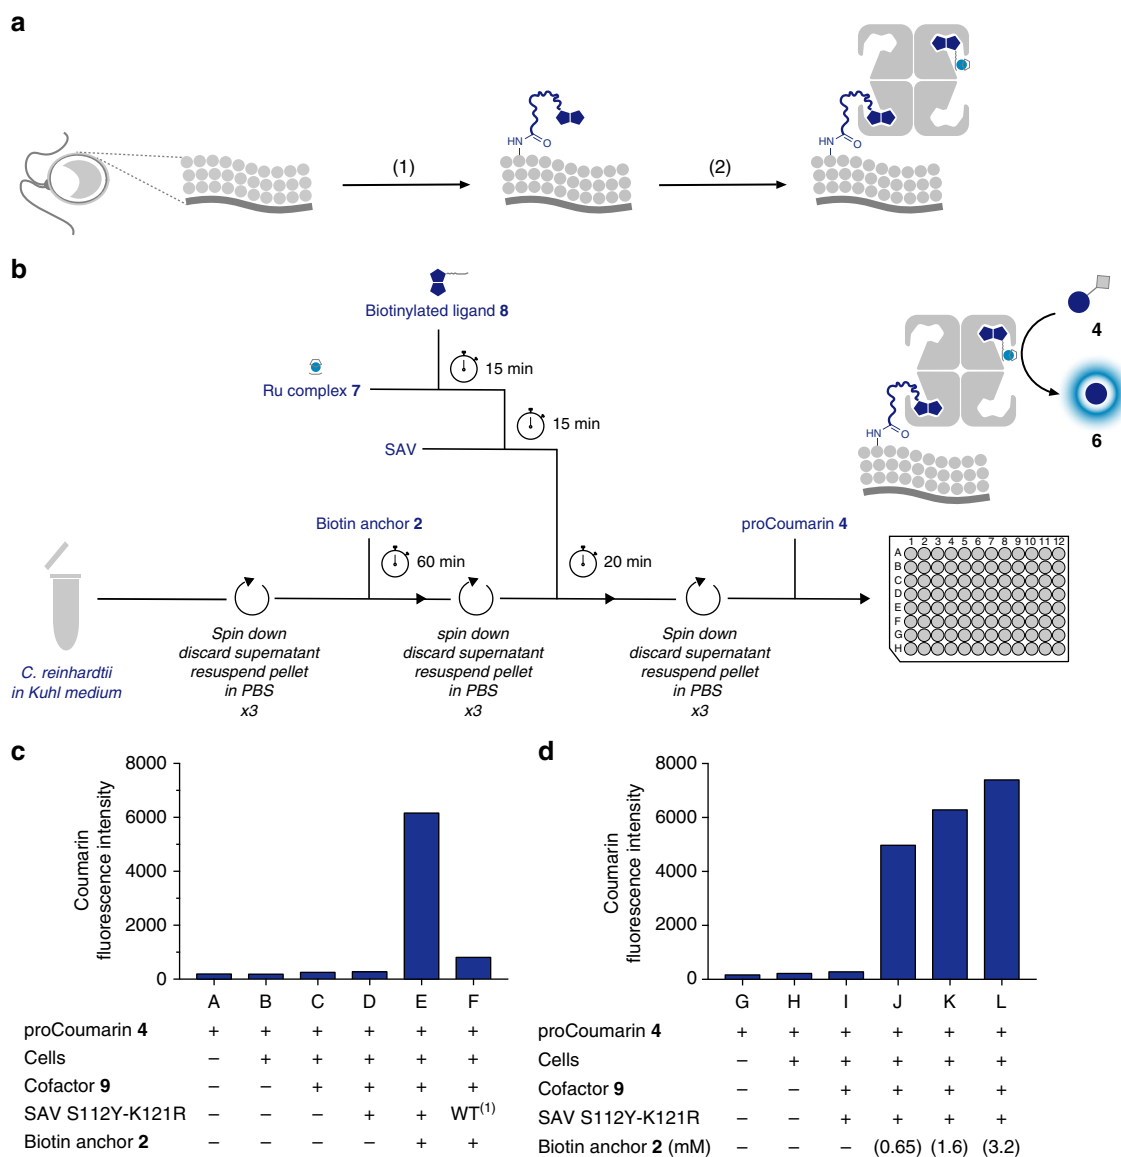 a
(1)
(2)
HN
O
HN
O
b
Biotinylated ligand 8
15 min
Ru complex 7
15 min
SAV
Biotin anchor 2
60 min
20 min
proCoumarin 4
4
6
HN
O
C. reinhardtii
in Kuhl medium
Spin down
discard supernatant
resuspend pellet
in PBS
x3
spin down
discard supernatant
resuspend pellet
in PBS
x3
Spin down
discard supernatant
resuspend pellet
in PBS
x3
1 2 3 4 5 6 7 8 9 10 11 12
A
B
C
D
E
F
G
H
c
Coumarin
fluorescence intensity
8000
6000
4000
2000
0
A B C D E F
proCoumarin 4 + + + + + +
Cells – + + + + +
Cofactor 9 – – + + + +
SAV S112Y-K121R – – – + + WT(1)
Biotin anchor 2 – – – – + +
d
Coumarin
fluorescence intensity
8000
6000
4000
2000
0
G H I J K L
proCoumarin 4 + + + + + +
Cells – + + + + +
Cofactor 9 – – + + + +
SAV S112Y-K121R – – + + + +
Biotin anchor 2 (mM) – – – (0.65) (1.6) (3.2)